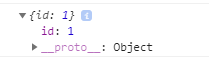 ▼{id: 1} i
id: 1
▶__proto__: Object